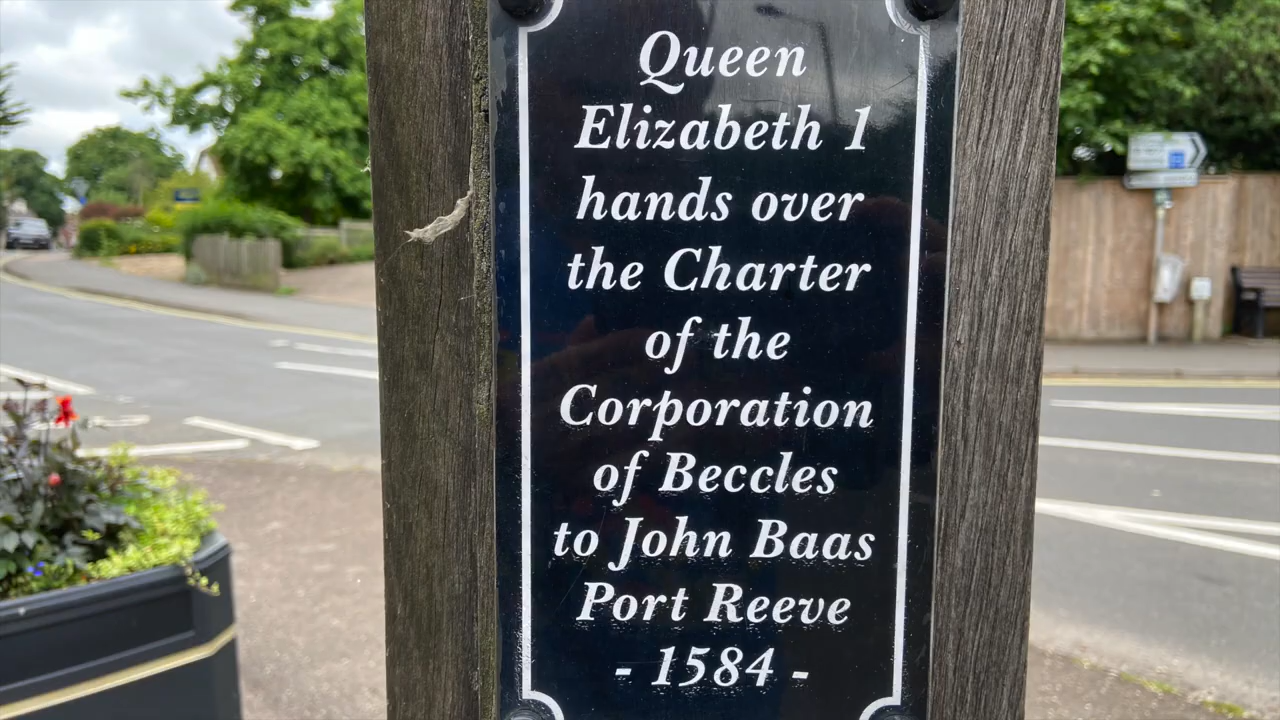 Queen
Elizabeth 1
hands over
the Charter
of the
Corporation
of Beccles
to John Baas
Port Reeve
- 1584 -